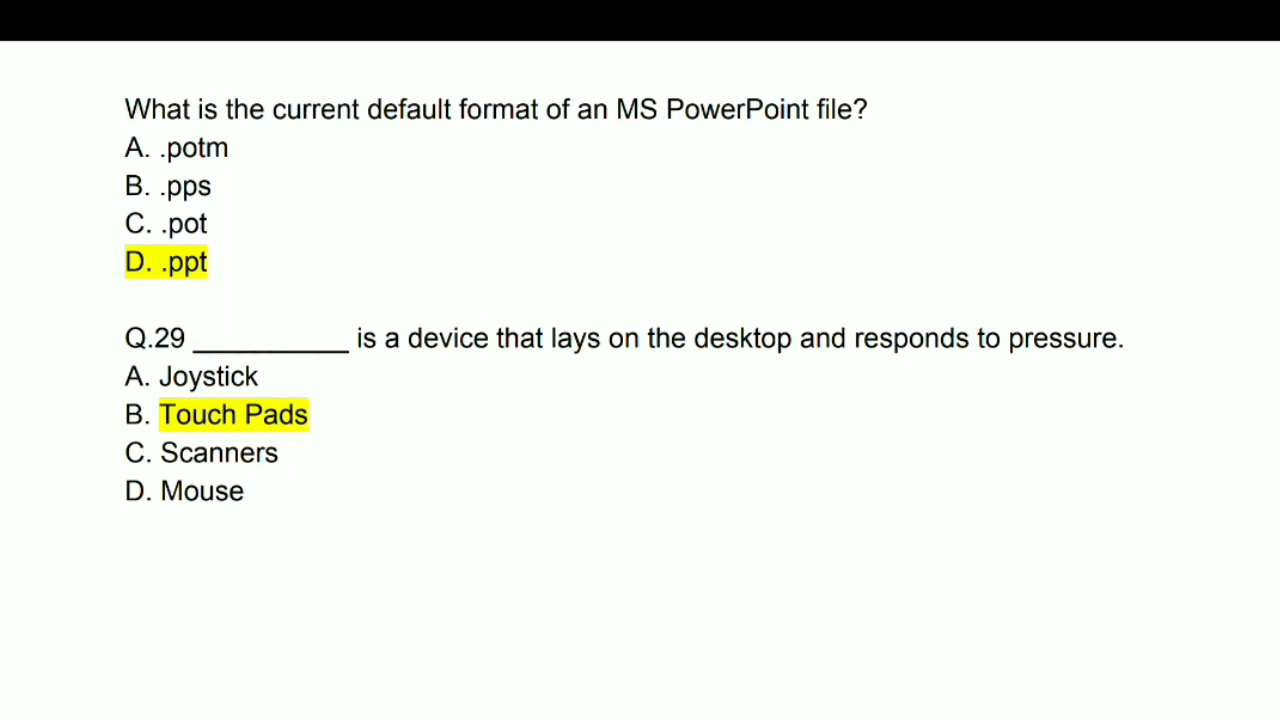 What is the current default format of an MS PowerPoint file?
A. .potm
B. .pps
C. .pot
D. .ppt
Q.29 __________ is a device that lays on the desktop and responds to pressure.
A. Joystick
B. Touch Pads
C. Scanners
D. Mouse